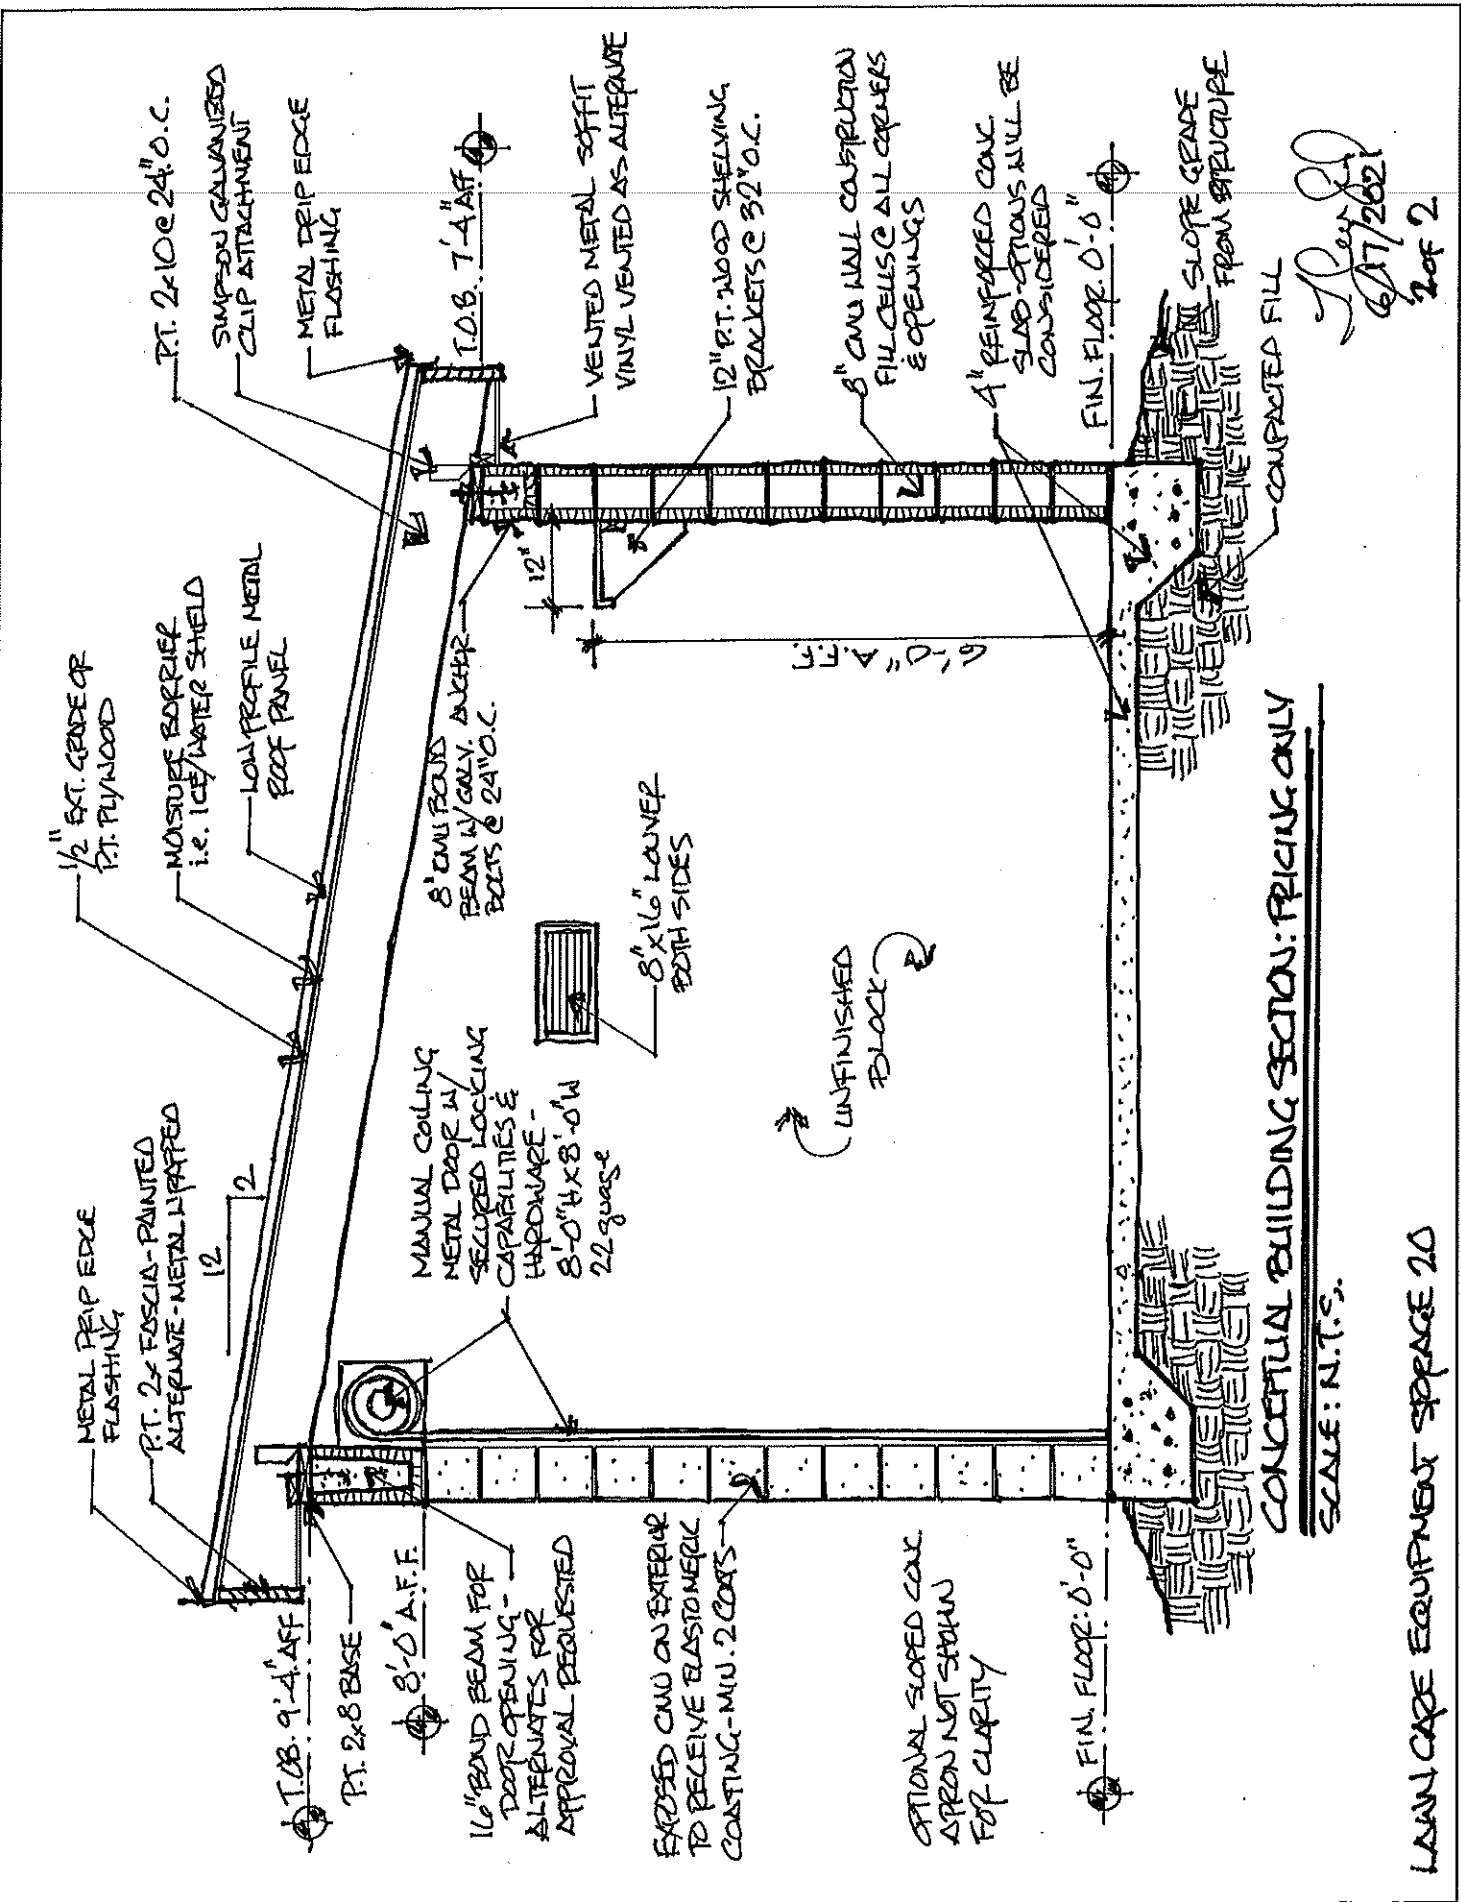 METAL DRIP EDGE
FLASHING
P.T. 2x FASCIA-PAINTED
ALTERNATE-METAL WRAPPED
12
2
1/2" EXT. GRADE OR
P.T. PLYWOOD
MOISTURE BARRIER
i.e. ICE/WATER SHIELD
LOW PROFILE METAL
ROOF PANEL
P.T. 2x10 @ 24" O.C.
SIMPSON GALVANIZED
CLIP ATTACHMENT
METAL DRIP EDGE
FLASHING
T.O.B. 7'-4" AFF
VENTED METAL SOFFIT
VINYL VENTED AS ALTERNATE
12" P.T. WOOD SHELVING
BRACKETS @ 32" O.C.
8" CMU WALL CONSTRUCTION
FILL CELLS @ ALL CORNERS
& OPENINGS
4" REINFORCED CONC.
SLAB-OPTIONS WILL BE
CONSIDERED
FIN. FLOOR. 0'-0"
SLOPE GRADE
FROM STRUCTURE
COMPACTED FILL
T.O.B. 9'-4" AFF
P.T. 2x8 BASE
8'-0" A.F.F.
16" BOND BEAM FOR
DOOR OPENING-
ALTERNATES FOR
APPROVAL REQUESTED
EXPOSED CMU ON EXTERIOR
TO RECEIVE ELASTOMERIC
COATING-MIN. 2 COATS
OPTIONAL SLOPED CONC
APRON NOT SHOWN
FOR CLARITY
FIN. FLOOR: 0'-0"
MANUAL COILING
METAL DOOR W/
SECURED LOCKING
CAPABILITIES &
HARDWARE-
8'-0"H x 8'-0"W
22 guage
8" CMU BOND
BEAM W/ GALV. ANCHOR
BOLTS @ 24" O.C.
12"
8" x 16" LOUVER
BOTH SIDES
6'-0" A.F.F.
UNFINISHED
BLOCK
CONCEPTUAL BUILDING SECTION: PRICING ONLY
SCALE: N.T.S.
LAWN CARE EQUIPMENT STORAGE 20
6/17/2021
2 OF 2